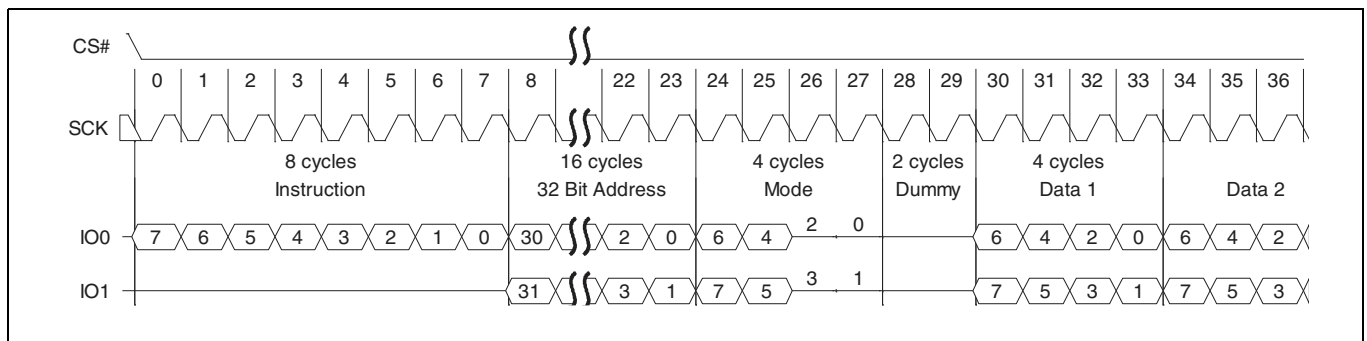 CS#
0 1 2 3 4 5 6 7 8 22 23 24 25 26 27 28 29 30 31 32 33 34 35 36
SCK
8 cycles 16 cycles 4 cycles 2 cycles 4 cycles
Instruction 32 Bit Address Mode Dummy Data 1 Data 2
IO0 7 6 5 4 3 2 1 0 30 2 0 6 4 2 0 6 4 2 0 6 4 2
IO1 31 3 1 7 5 3 1 7 5 3 1 7 5 3